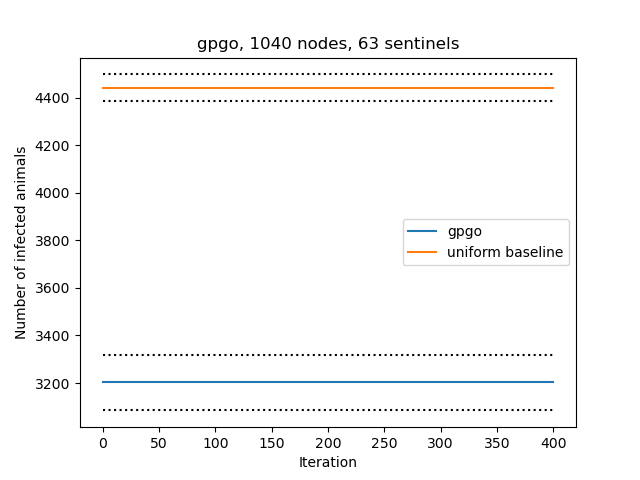 gpgo, 1040 nodes, 63 sentinels
4400
4200
4000
3800
3600
3400
3200
Number of infected animals
gpgo
uniform baseline
0 50 100 150 200 250 300 350 400
Iteration